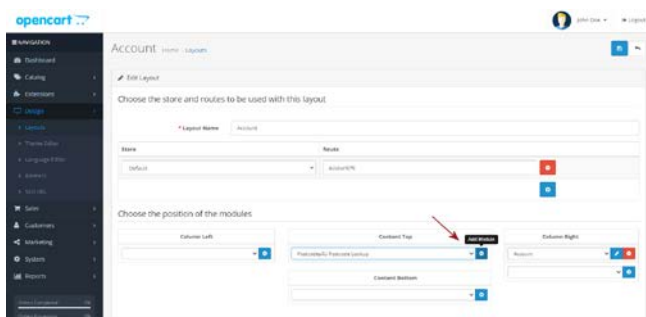 opencart
John Doe
Logout
NAVIGATION
Dashboard
Catalog
Extensions
Design
Layouts
Theme Editor
Language Editor
Banners
SEO URL
Sales
Customers
Marketing
System
Reports
Account
Home
Layouts
Edit Layout
Choose the store and routes to be used with this layout
* Layout Name
Account
Store
Route
Default
account/%
Choose the position of the modules
Column Left
Content Top
Add Module
Column Right
Postcode Lookup
Account
Content Bottom